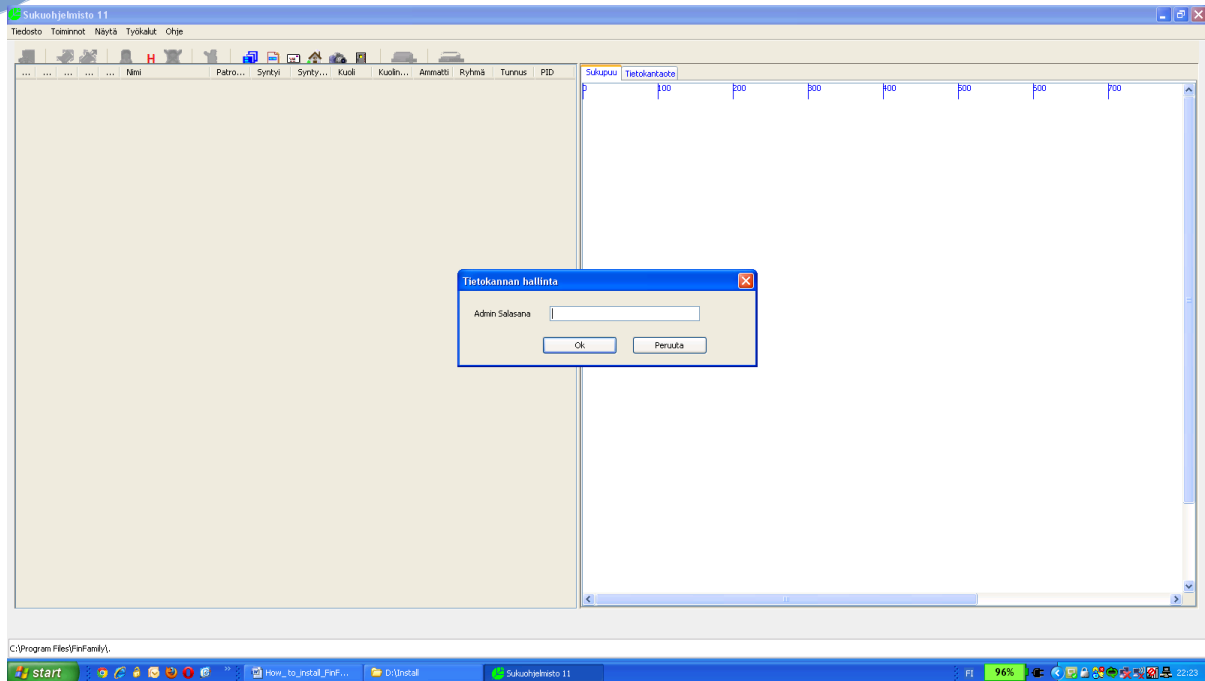 Sukuohjelmisto 11
Tiedosto Toiminnot Näytä Työkalut Ohje
H
... ... ... ... ... Nimi Patro... Syntyi Synty... Kuoli Kuolin... Ammatti Ryhmä Tunnus PID
Sukupuu Tietokantaote
0 100 200 300 400 500 600 700
Tietokannan hallinta
Admin Salasana
Ok Peruuta
C:\Program Files\FinFamily\.
start How_to_install_FinF... D:\Install Sukuohjelmisto 11 FI 96% 22:23